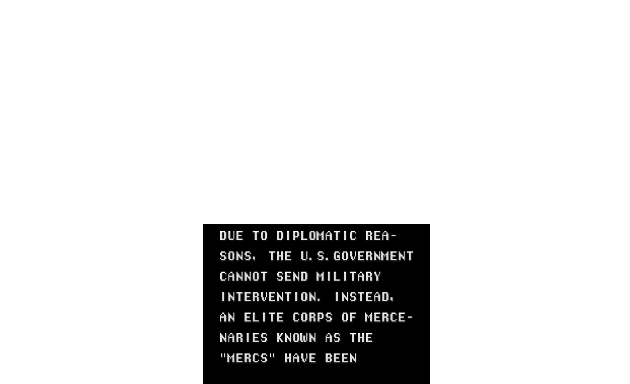 DUE TO DIPLOMATIC REA-
SONS, THE U.S.GOVERNMENT
CANNOT SEND MILITARY
INTERVENTION. INSTEAD,
AN ELITE CORPS OF MERCE-
NARIES KNOWN AS THE
"MERCS" HAVE BEEN